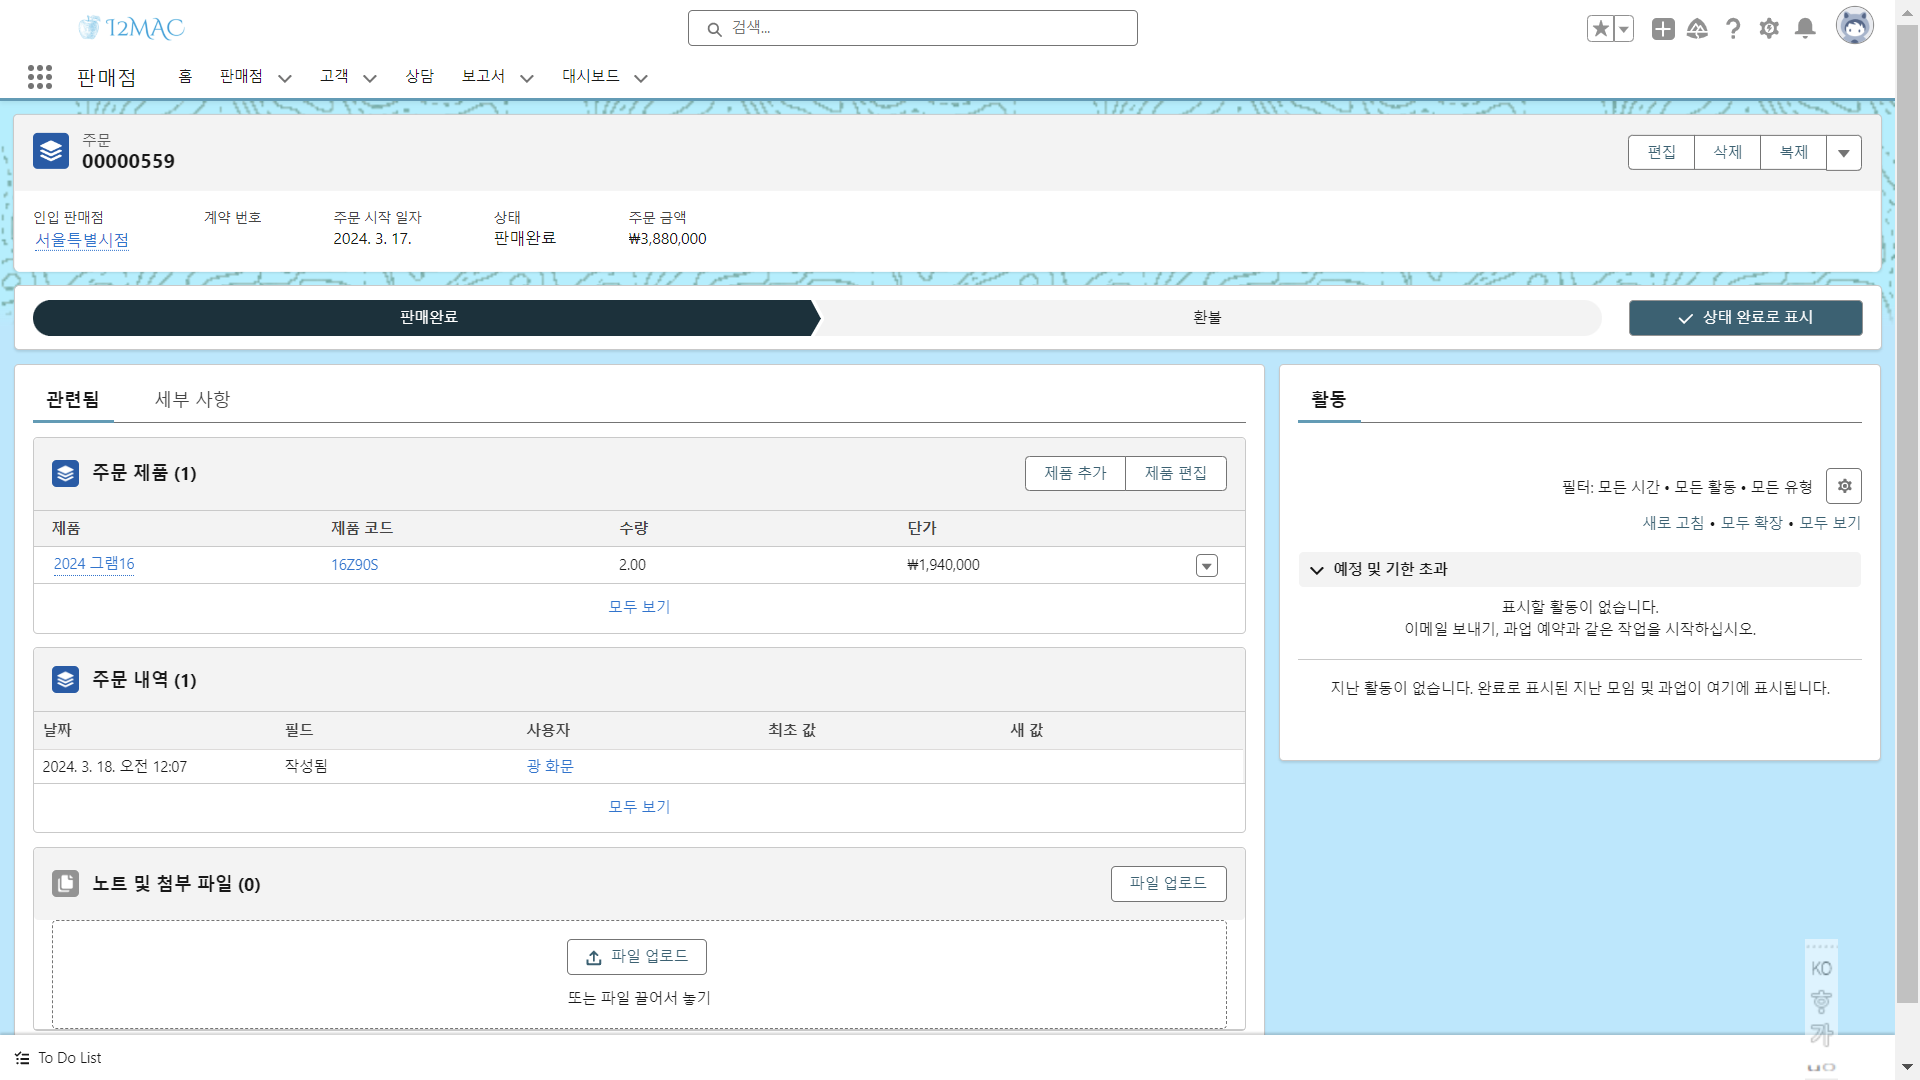 I2MAC
검색...
판매점
홈
판매점
고객
상담
보고서
대시보드
주문
00000559
편집
삭제
복제
인입 판매점
계약 번호
주문 시작 일자
상태
주문 금액
서울특별시점
2024. 3. 17.
판매완료
₩3,880,000
판매완료
환불
상태 완료로 표시
관련됨
세부 사항
주문 제품 (1)
제품 추가
제품 편집
제품
제품 코드
수량
단가
2024 그램16
16Z90S
2.00
₩1,940,000
모두 보기
주문 내역 (1)
날짜
필드
사용자
최초 값
새 값
2024. 3. 18. 오전 12:07
작성됨
광 화문
모두 보기
노트 및 첨부 파일 (0)
파일 업로드
파일 업로드
또는 파일 끌어서 놓기
활동
필터: 모든 시간 • 모든 활동 • 모든 유형
새로 고침 • 모두 확장 • 모두 보기
예정 및 기한 초과
표시할 활동이 없습니다.
이메일 보내기, 과업 예약과 같은 작업을 시작하십시오.
지난 활동이 없습니다. 완료로 표시된 지난 모임 및 과업이 여기에 표시됩니다.
KO
가
To Do List